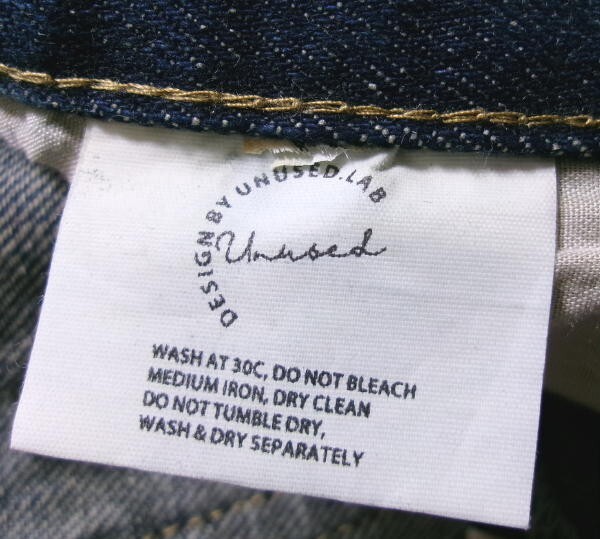 DESIGN BY UNUSED.LAB
Unused
WASH AT 30C, DO NOT BLEACH
MEDIUM IRON, DRY CLEAN
DO NOT TUMBLE DRY,
WASH & DRY SEPARATELY